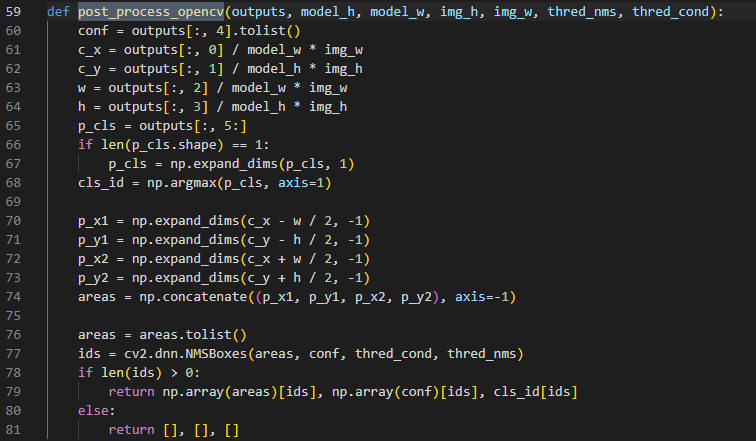 59 def post_process_opencv(outputs, model_h, model_w, img_h, img_w, thred_nms, thred_cond):
60     conf = outputs[:, 4].tolist()
61     c_x = outputs[:, 0] / model_w * img_w
62     c_y = outputs[:, 1] / model_h * img_h
63     w = outputs[:, 2] / model_w * img_w
64     h = outputs[:, 3] / model_h * img_h
65     p_cls = outputs[:, 5:]
66     if len(p_cls.shape) == 1:
67         p_cls = np.expand_dims(p_cls, 1)
68     cls_id = np.argmax(p_cls, axis=1)
69
70     p_x1 = np.expand_dims(c_x - w / 2, -1)
71     p_y1 = np.expand_dims(c_y - h / 2, -1)
72     p_x2 = np.expand_dims(c_x + w / 2, -1)
73     p_y2 = np.expand_dims(c_y + h / 2, -1)
74     areas = np.concatenate((p_x1, p_y1, p_x2, p_y2), axis=-1)
75
76     areas = areas.tolist()
77     ids = cv2.dnn.NMSBoxes(areas, conf, thred_cond, thred_nms)
78     if len(ids) > 0:
79         return np.array(areas)[ids], np.array(conf)[ids], cls_id[ids]
80     else:
81         return [], [], []